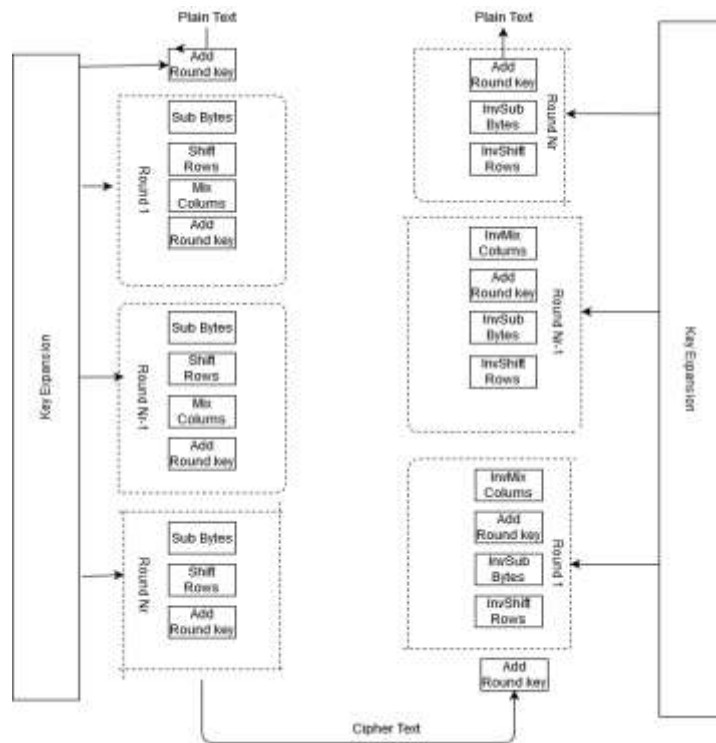 Plain Text
Add
Round key
Sub Bytes
Shift
Rows
Mix
Colums
Add
Round key
Round 1
Sub Bytes
Shift
Rows
Mix
Colums
Add
Round key
Round Nr-1
Sub Bytes
Shift
Rows
Add
Round key
Round Nr
Key Expansion
Cipher Text
Plain Text
Add
Round key
InvSub
Bytes
InvShift
Rows
Round Nr
InvMix
Colums
Add
Round key
InvSub
Bytes
InvShift
Rows
Round Nr-1
InvMix
Colums
Add
Round key
InvSub
Bytes
InvShift
Rows
Round 1
Add
Round key
Key Expansion